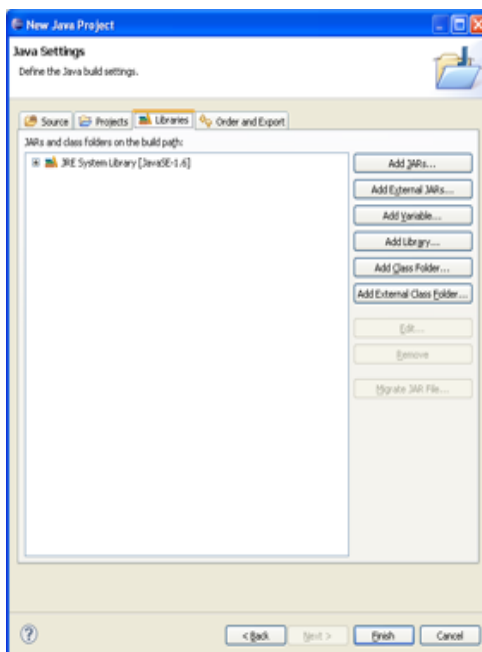 New Java Project
Java Settings
Define the Java build settings.
Source Projects Libraries Order and Export
JARs and class folders on the build path:
JRE System Library [JavaSE-1.6]
Add JARs...
Add External JARs...
Add Variable...
Add Library...
Add Class Folder...
Add External Class Folder...
Edit...
Remove
Migrate JAR File...
?
< Back Next > Finish Cancel